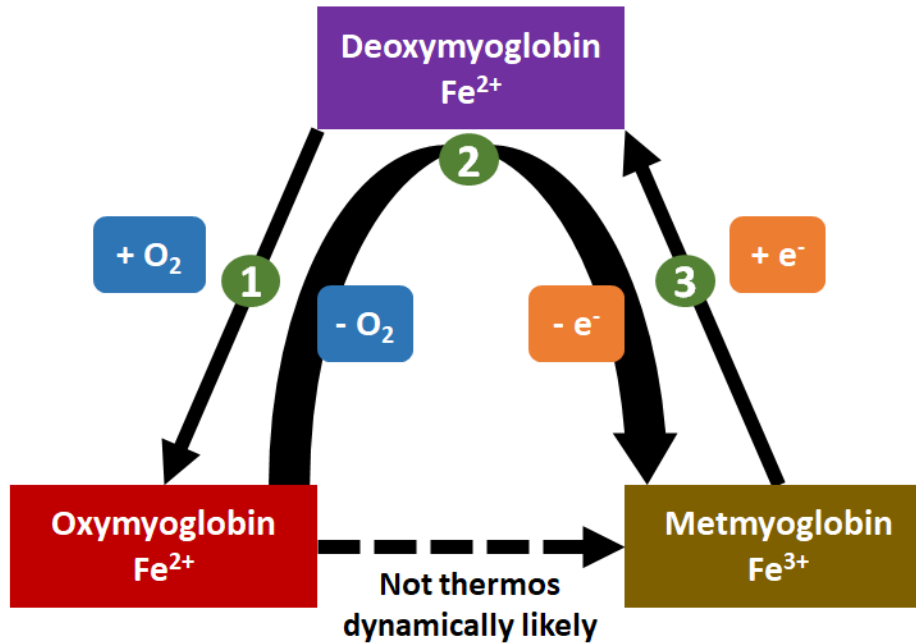 Deoxymyoglobin
Fe²⁺
2
+ O₂
1
3
+ e⁻
- O₂
- e⁻
Oxymyoglobin
Fe²⁺
Metmyoglobin
Fe³⁺
Not thermos
dynamically likely